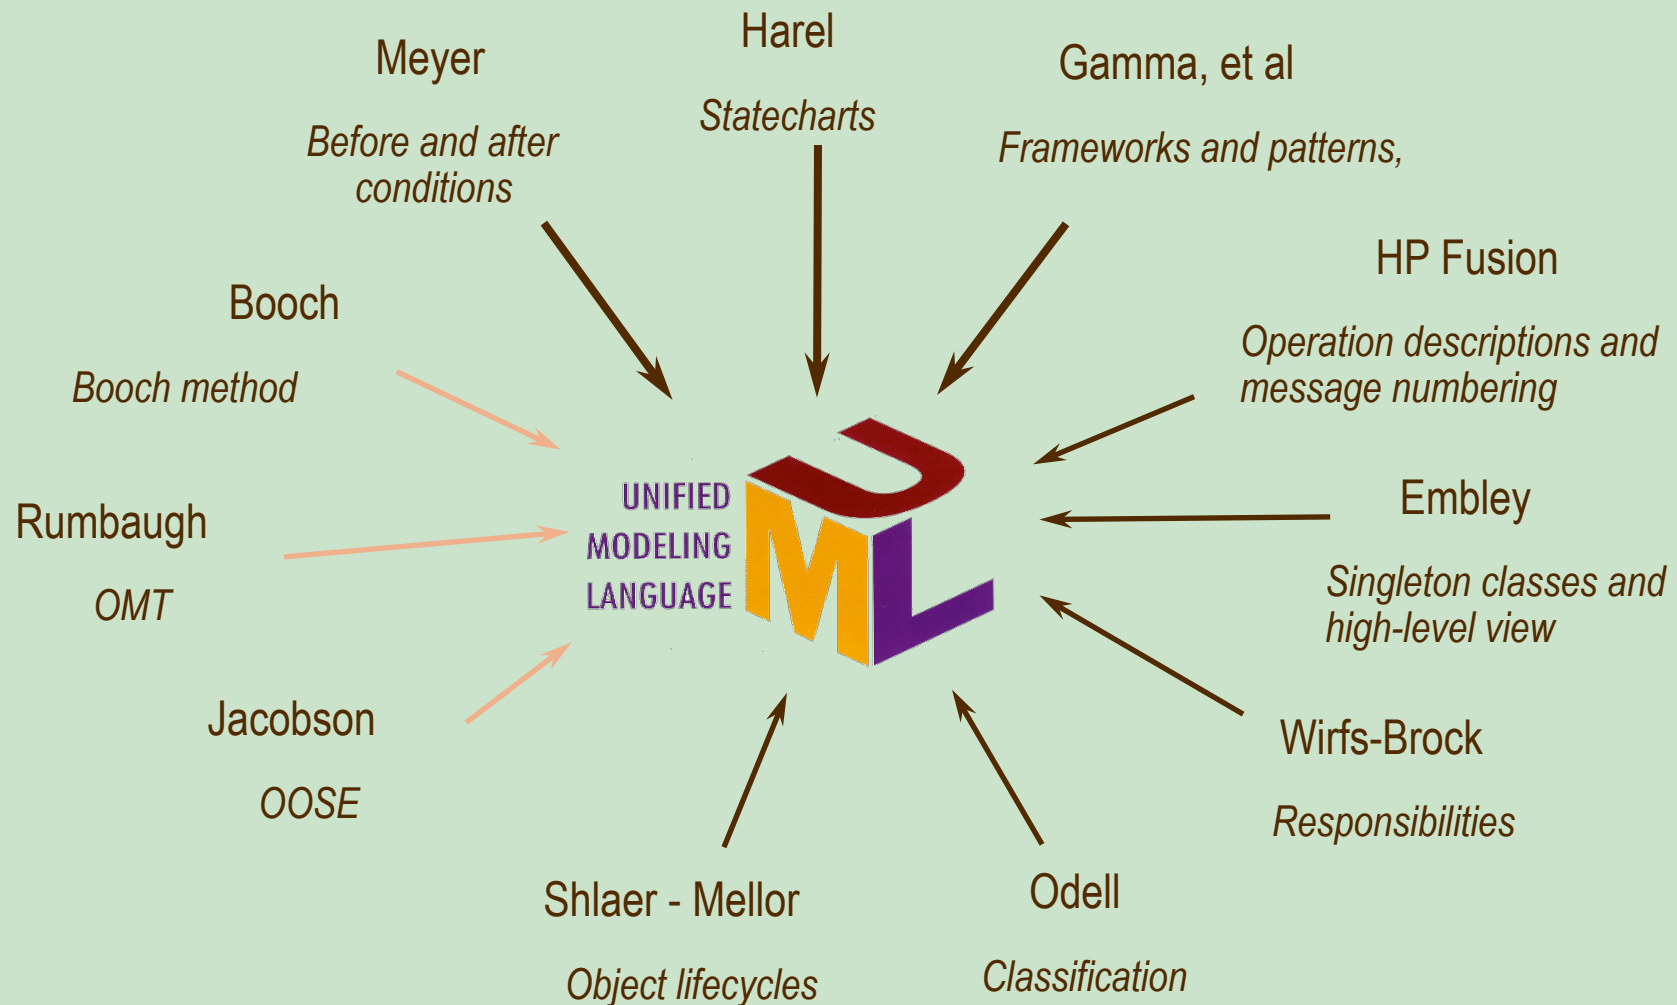 Harel
Statecharts
Meyer
Before and after
conditions
Gamma, et al
Frameworks and patterns,
HP Fusion
Operation descriptions and
message numbering
Booch
Booch method
Rumbaugh
OMT
Jacobson
OOSE
UNIFIED
MODELING
LANGUAGE
UML
Embley
Singleton classes and
high-level view
Wirfs-Brock
Responsibilities
Shlaer - Mellor
Object lifecycles
Odell
Classification